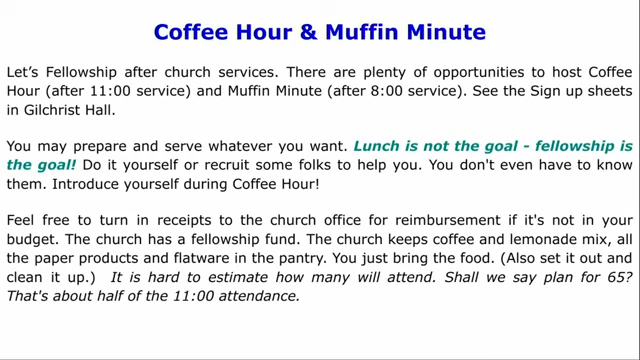 Coffee Hour & Muffin Minute
Let’s Fellowship after church services. There are plenty of opportunities to host Coffee
Hour (after 11:00 service) and Muffin Minute (after 8:00 service). See the Sign up sheets
in Gilchrist Hall.
You may prepare and serve whatever you want. Lunch is not the goal - fellowship is
the goal! Do it yourself or recruit some folks to help you. You don't even have to know
them. Introduce yourself during Coffee Hour!
Feel free to turn in receipts to the church office for reimbursement if it's not in your
budget. The church has a fellowship fund. The church keeps coffee and lemonade mix, all
the paper products and flatware in the pantry. You just bring the food. (Also set it out and
clean it up.) It is hard to estimate how many will attend. Shall we say plan for 65?
That's about half of the 11:00 attendance.